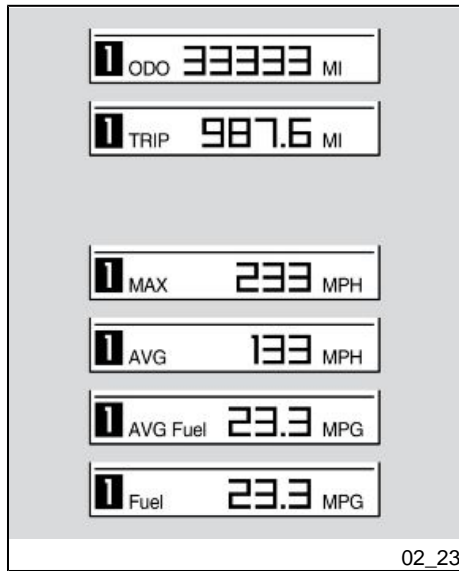 1 ODO 33333 MI
1 TRIP 987.6 MI
1 MAX 233 MPH
1 AVG 133 MPH
1 AVG Fuel 23.3 MPG
1 Fuel 23.3 MPG
02_23